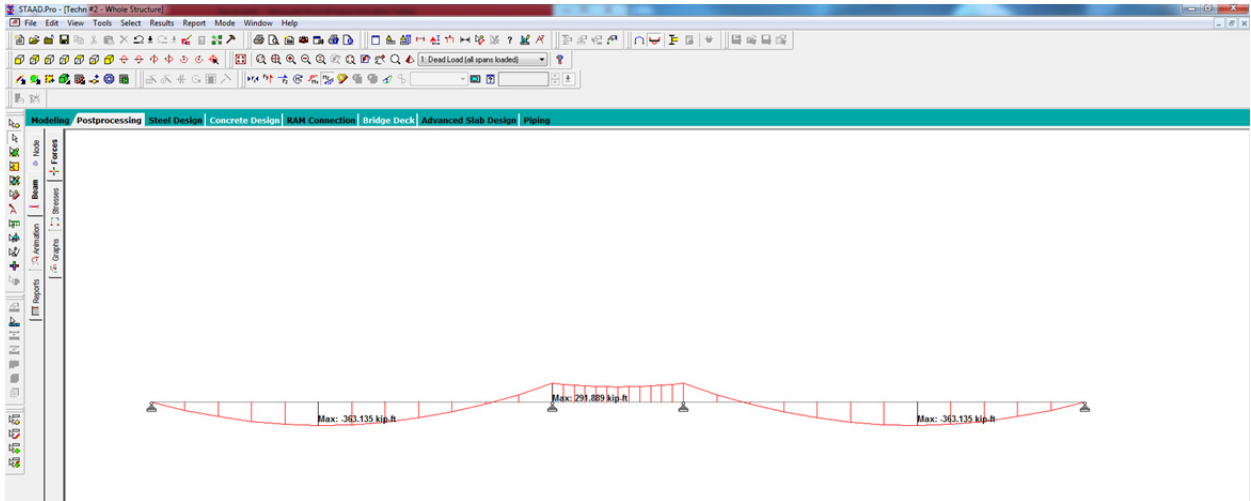 STAAD.Pro - [Techn #2 - Whole Structure]
File Edit View Tools Select Results Report Mode Window Help
1: Dead Load (all spans loaded)
Modeling Postprocessing Steel Design Concrete Design RAM Connection Bridge Deck Advanced Slab Design Piping
Node
Beam
Animation
Reports
Forces
Stresses
Graphs
Max: 291.889 kip-ft
Max: -363.135 kip-ft Max: -363.135 kip-ft